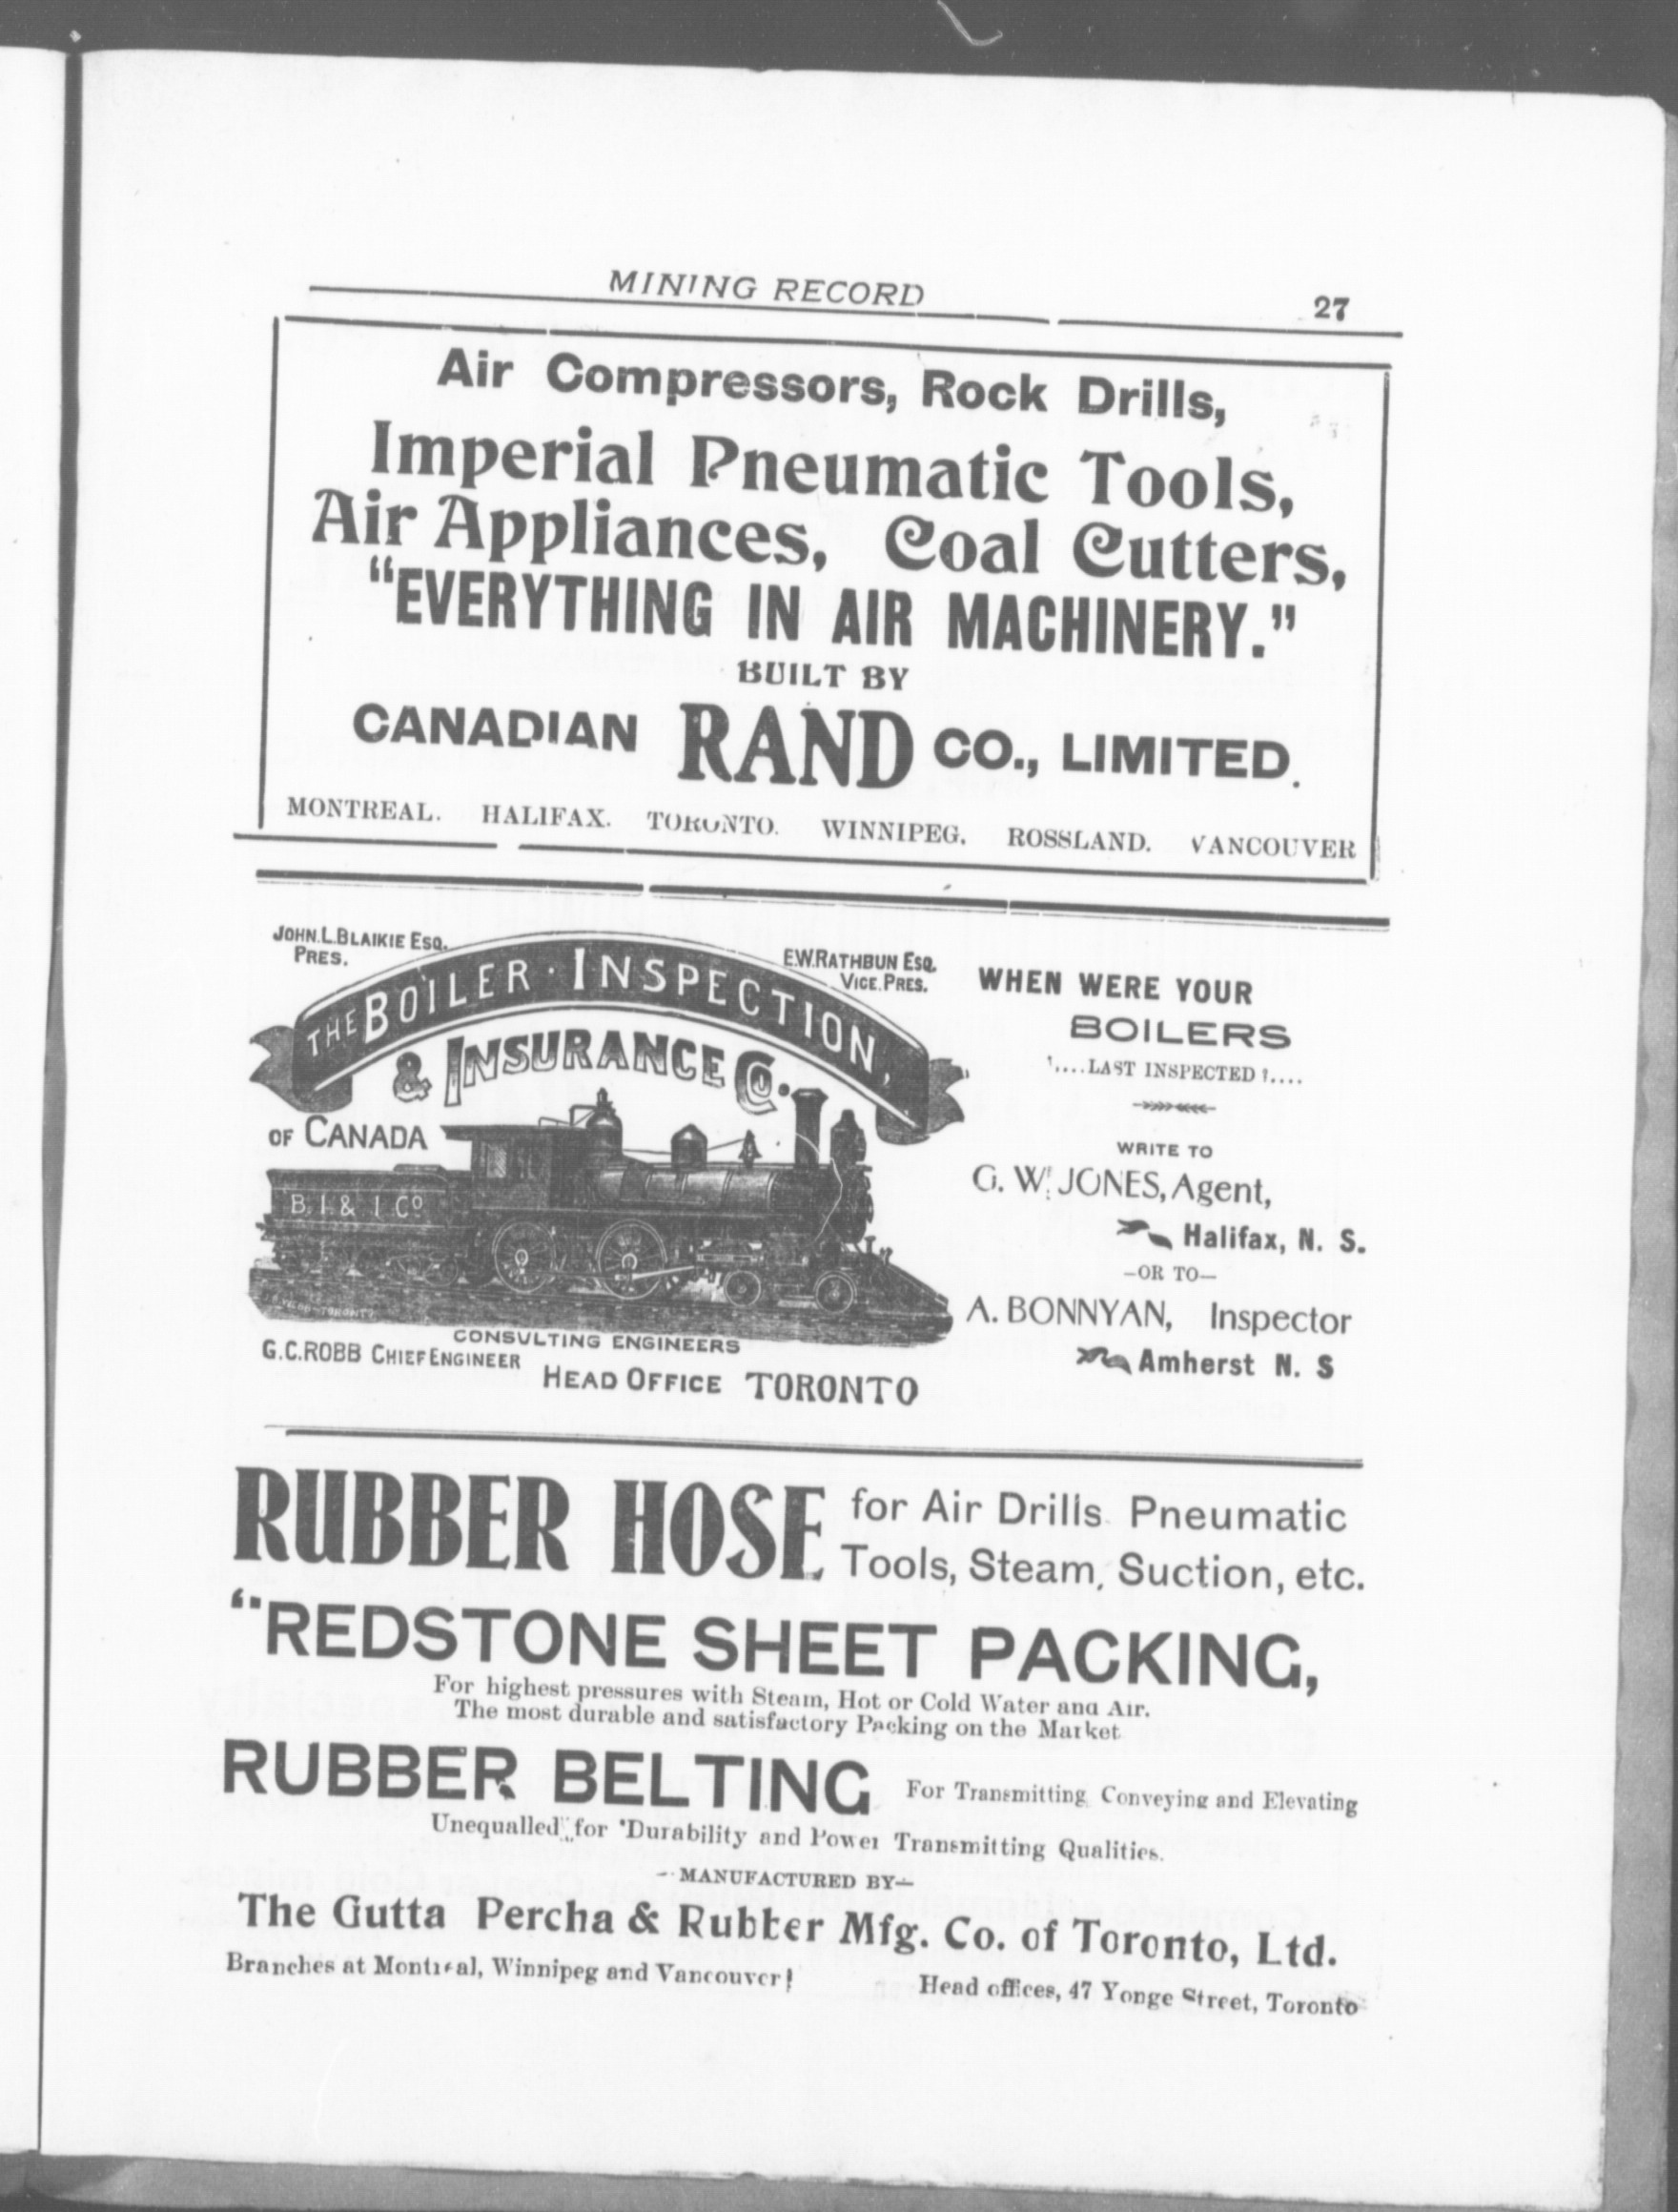 MINING RECORD 27
Air Compressors, Rock Drills,
Imperial Pneumatic Tools,
Air Appliances, Coal Cutters,
"EVERYTHING IN AIR MACHINERY."
BUILT BY
CANADIAN RAND CO., LIMITED.
MONTREAL. HALIFAX. TORONTO. WINNIPEG. ROSSLAND. VANCOUVER
JOHN.L.BLAIKIE ESQ.
PRES.
E.W.RATHBUN ESQ.
VICE.PRES.
THE BOILER · INSPECTION,
& INSURANCE Co.
OF CANADA
B. I. & I Co
CONSULTING ENGINEERS
G.C.ROBB CHIEF ENGINEER
HEAD OFFICE TORONTO
WHEN WERE YOUR
BOILERS
....LAST INSPECTED ?....
WRITE TO
G. W. JONES, Agent,
Halifax, N. S.
—OR TO—
A. BONNYAN, Inspector
Amherst N. S
RUBBER HOSE for Air Drills Pneumatic
Tools, Steam, Suction, etc.
"REDSTONE SHEET PACKING,
For highest pressures with Steam, Hot or Cold Water and Air.
The most durable and satisfactory Packing on the Market
RUBBER BELTING For Transmitting Conveying and Elevating
Unequalled for Durability and Power Transmitting Qualities.
—MANUFACTURED BY—
The Gutta Percha & Rubber Mfg. Co. of Toronto, Ltd.
Branches at Montreal, Winnipeg and Vancouver!
Head offices, 47 Yonge Street, Toronto